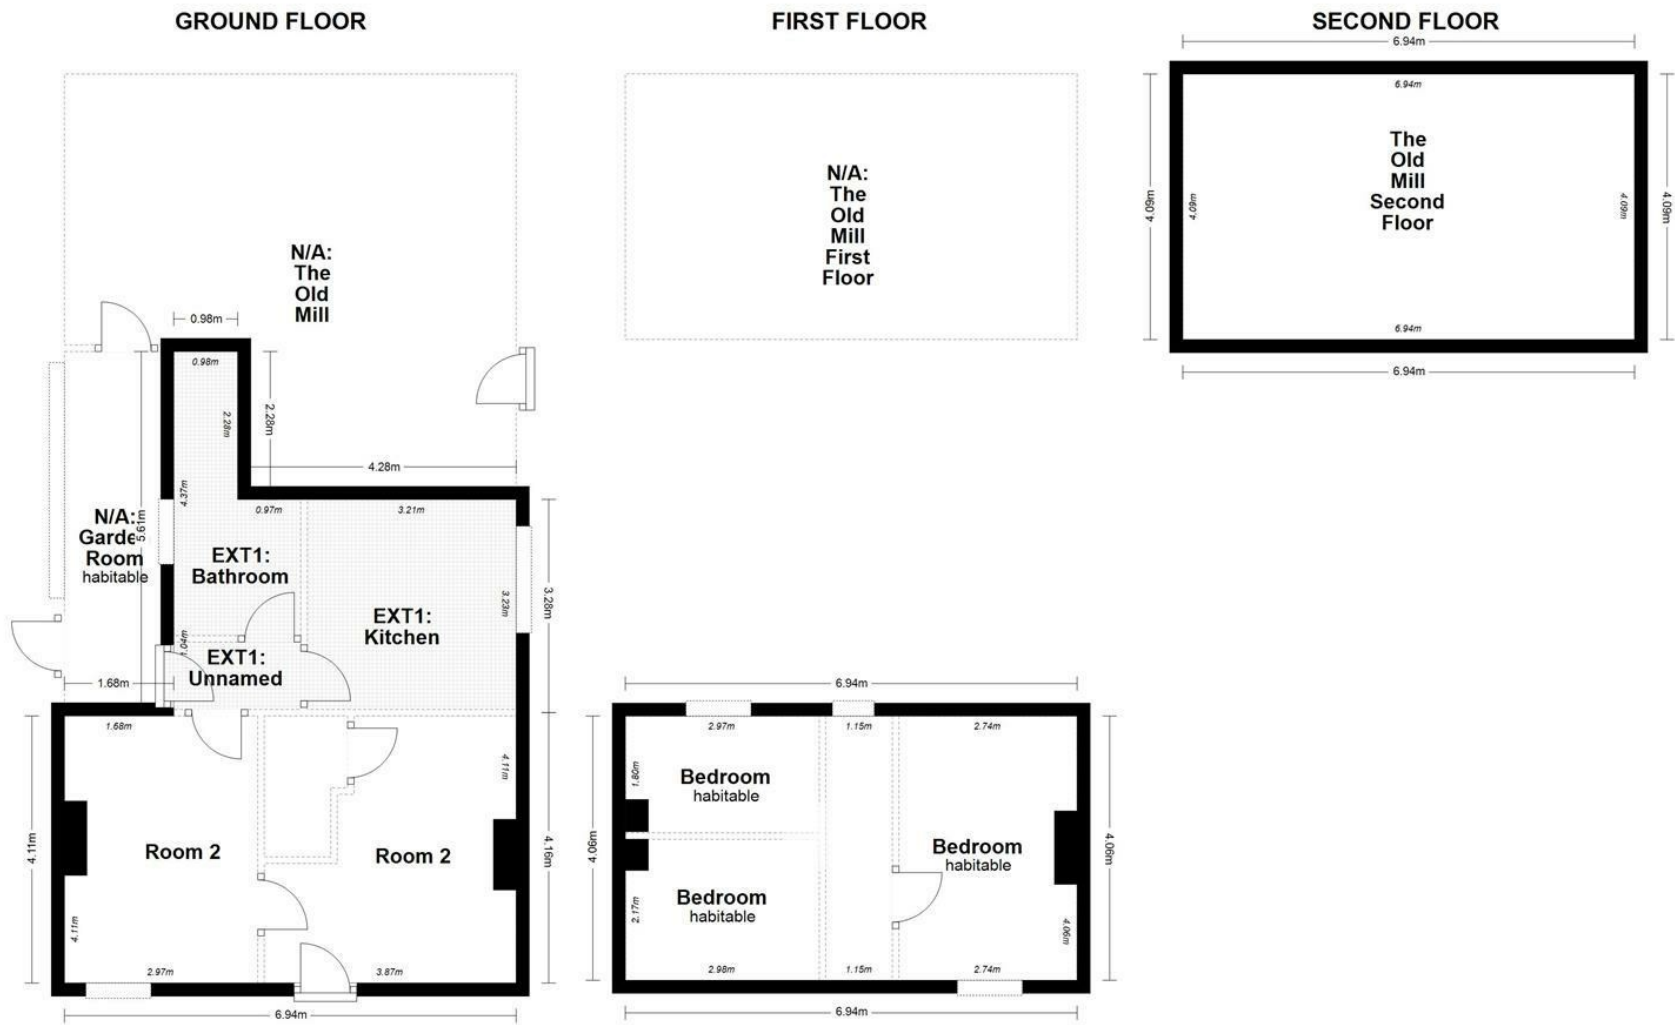 GROUND FLOOR
N/A:
The
Old
Mill
0.98m
0.98m
2.28m
2.28m
4.28m
4.37m
0.97m
3.21m
5.61m
N/A:
Garde
Room
habitable
EXT1:
Bathroom
EXT1:
Kitchen
3.23m
3.28m
1.04m
EXT1:
Unnamed
1.68m
1.68m
4.11m
4.11m
4.16m
Room 2
Room 2
4.11m
2.97m
3.87m
6.94m
FIRST FLOOR
N/A:
The
Old
Mill
First
Floor
6.94m
2.97m
1.15m
2.74m
1.80m
Bedroom
habitable
4.06m
Bedroom
habitable
4.06m
Bedroom
habitable
2.17m
4.06m
2.98m
1.15m
2.74m
6.94m
SECOND FLOOR
6.94m
6.94m
The
Old
Mill
Second
Floor
4.09m
4.09m
4.09m
4.09m
6.94m
6.94m